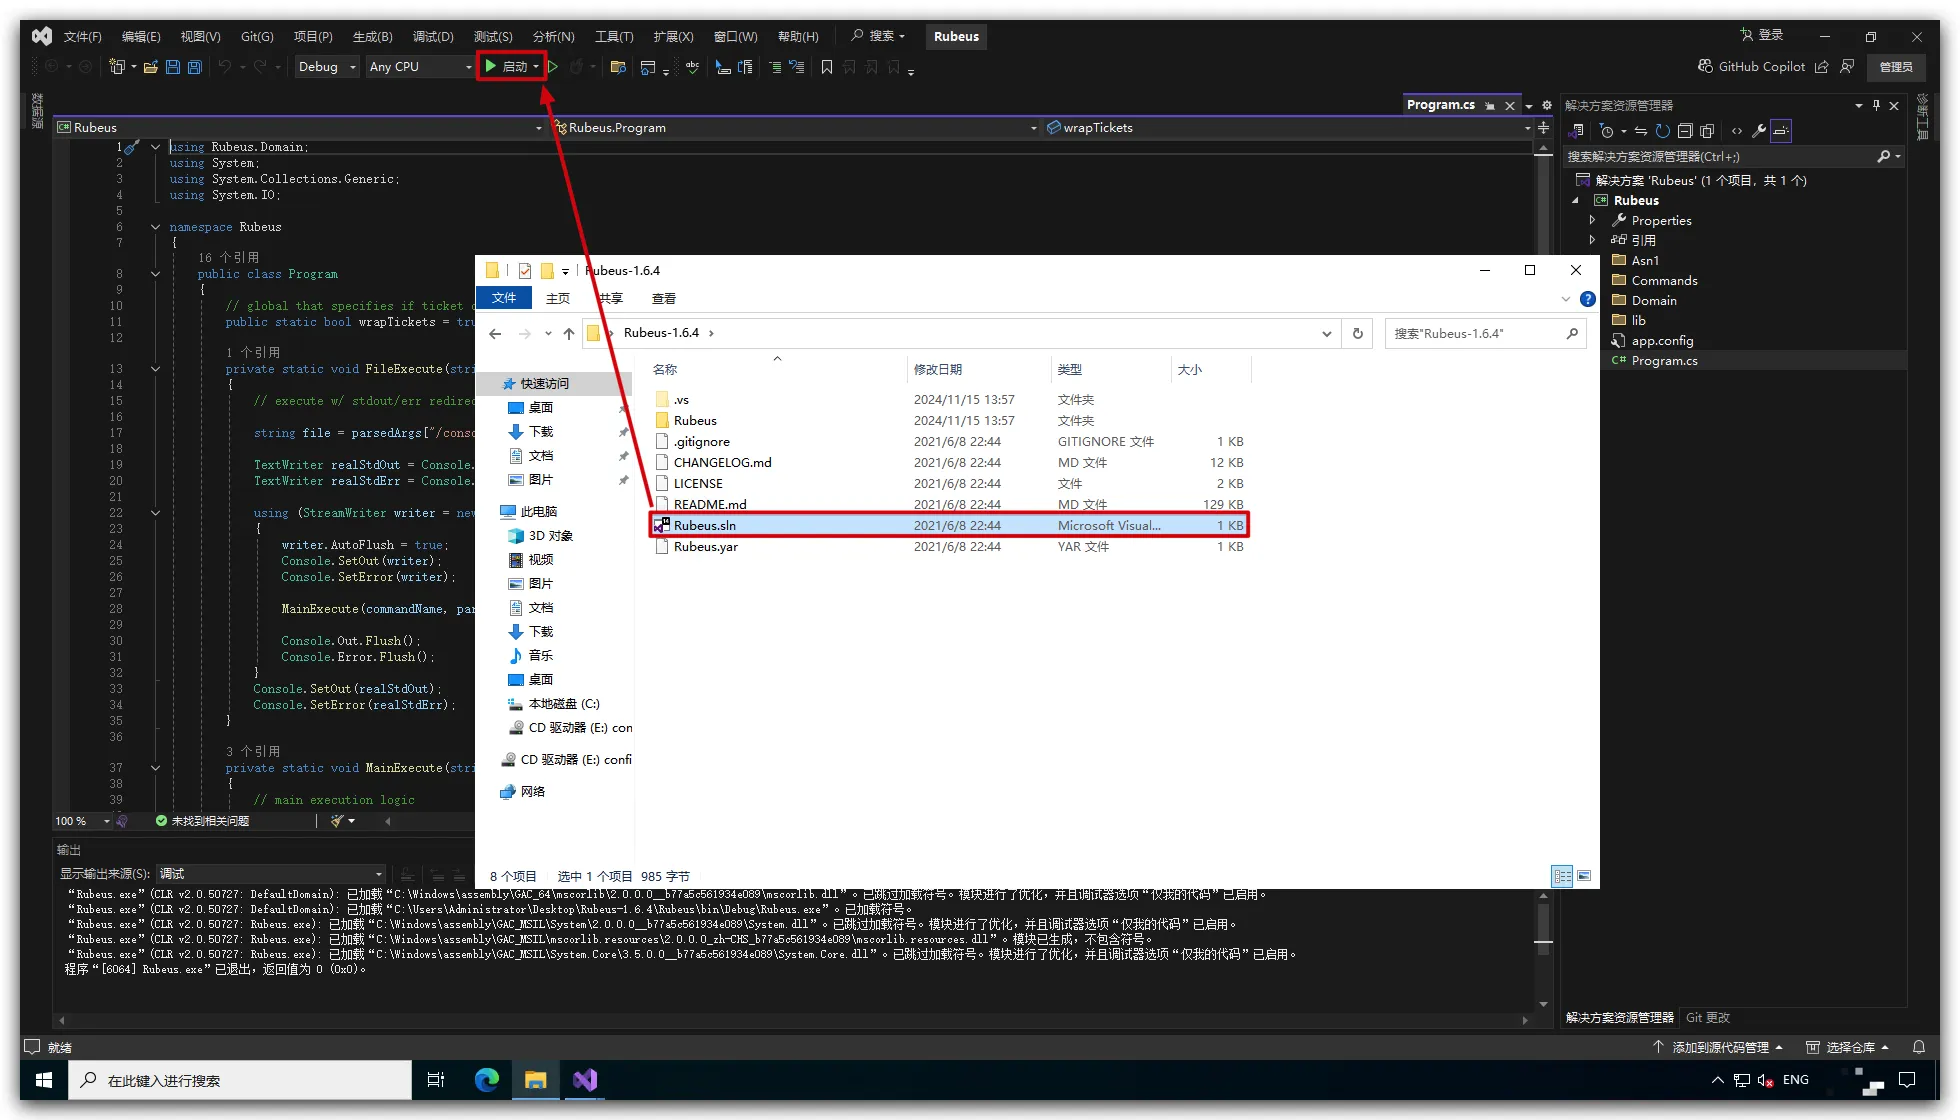 文件(F) 编辑(E) 视图(V) Git(G) 项目(P) 生成(B) 调试(D) 测试(S) 分析(N) 工具(T) 扩展(X) 窗口(W) 帮助(H) 搜索 Rubeus 登录
Debug Any CPU 启动 GitHub Copilot 管理员
数据源
Program.cs
Rubeus Rubeus.Program wrapTickets
1 using Rubeus.Domain;
2 using System;
3 using System.Collections.Generic;
4 using System.IO;
5
6 namespace Rubeus
7 {
16 个引用
8 public class Program
9 {
10 // global that specifies if ticket
11 public static bool wrapTickets = tru
12
1 个引用
13 private static void FileExecute(stri
14 {
15 // execute w/ stdout/err redirec
16
17 string file = parsedArgs["/conso
18
19 TextWriter realStdOut = Console.
20 TextWriter realStdErr = Console.
21
22 using (StreamWriter writer = new
23 {
24 writer.AutoFlush = true;
25 Console.SetOut(writer);
26 Console.SetError(writer);
27
28 MainExecute(commandName, par
29
30 Console.Out.Flush();
31 Console.Error.Flush();
32 }
33 Console.SetOut(realStdOut);
34 Console.SetError(realStdErr);
35 }
36
3 个引用
37 private static void MainExecute(stri
38 {
39 // main execution logic
100 % 未找到相关问题
Rubeus-1.6.4
文件 主页 共享 查看
Rubeus-1.6.4
搜索"Rubeus-1.6.4"
快速访问
桌面
下载
文档
图片
此电脑
3D 对象
视频
图片
文档
下载
音乐
桌面
本地磁盘 (C:)
CD 驱动器 (E:) con
CD 驱动器 (E:) confi
网络
名称 修改日期 类型 大小
.vs 2024/11/15 13:57 文件夹
Rubeus 2024/11/15 13:57 文件夹
.gitignore 2021/6/8 22:44 GITIGNORE 文件 1 KB
CHANGELOG.md 2021/6/8 22:44 MD 文件 12 KB
LICENSE 2021/6/8 22:44 文件 2 KB
README.md 2021/6/8 22:44 MD 文件 129 KB
Rubeus.sln 2021/6/8 22:44 Microsoft Visual... 1 KB
Rubeus.yar 2021/6/8 22:44 YAR 文件 1 KB
8 个项目 选中 1 个项目 985 字节
解决方案资源管理器
搜索解决方案资源管理器(Ctrl+;)
解决方案 'Rubeus' (1 个项目，共 1 个)
Rubeus
Properties
引用
Asn1
Commands
Domain
lib
app.config
Program.cs
诊断工具
解决方案资源管理器 Git 更改
输出
显示输出来源(S): 调试
“Rubeus.exe”(CLR v2.0.50727: DefaultDomain): 已加载“C:\Windows\assembly\GAC_64\mscorlib\2.0.0.0__b77a5c561934e089\mscorlib.dll”。已跳过加载符号。模块进行了优化，并且调试器选项“仅我的代码”已启用。
“Rubeus.exe”(CLR v2.0.50727: DefaultDomain): 已加载“C:\Users\Administrator\Desktop\Rubeus-1.6.4\Rubeus\bin\Debug\Rubeus.exe”。已加载符号。
“Rubeus.exe”(CLR v2.0.50727: Rubeus.exe): 已加载“C:\Windows\assembly\GAC_MSIL\System\2.0.0.0__b77a5c561934e089\System.dll”。已跳过加载符号。模块进行了优化，并且调试器选项“仅我的代码”已启用。
“Rubeus.exe”(CLR v2.0.50727: Rubeus.exe): 已加载“C:\Windows\assembly\GAC_MSIL\mscorlib.resources\2.0.0.0_zh-CHS_b77a5c561934e089\mscorlib.resources.dll”。模块已生成，不包含符号。
“Rubeus.exe”(CLR v2.0.50727: Rubeus.exe): 已加载“C:\Windows\assembly\GAC_MSIL\System.Core\3.5.0.0__b77a5c561934e089\System.Core.dll”。已跳过加载符号。模块进行了优化，并且调试器选项“仅我的代码”已启用。
程序“[6064] Rubeus.exe”已退出，返回值为 0 (0x0)。
就绪 添加到源代码管理 选择仓库
在此键入进行搜索 ENG